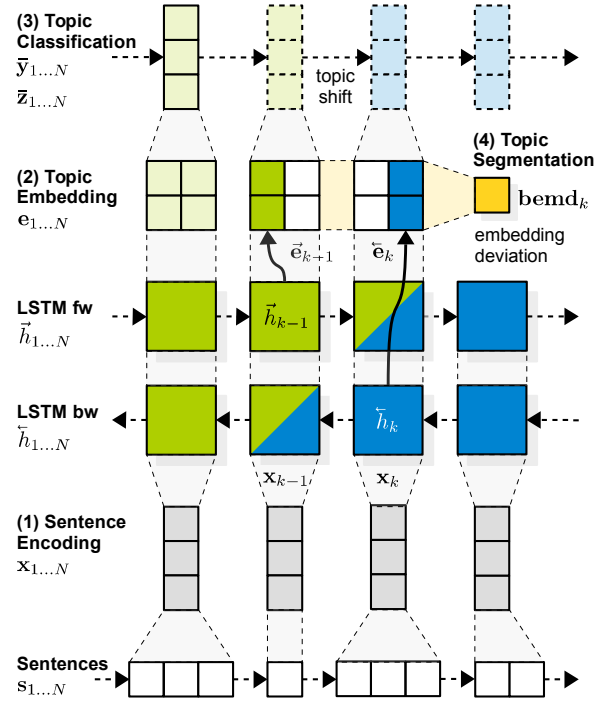 (3) Topic
Classification
ȳ₁...N
z̄₁...N
topic
shift
(4) Topic
Segmentation
(2) Topic
Embedding
e₁...N
bemdₖ
e⃗ₖ₊₁
e⃖ₖ
embedding
deviation
LSTM fw
h⃗₁...N
h⃗ₖ₋₁
LSTM bw
h⃖₁...N
h⃖ₖ
xₖ₋₁
xₖ
(1) Sentence
Encoding
x₁...N
Sentences
s₁...N